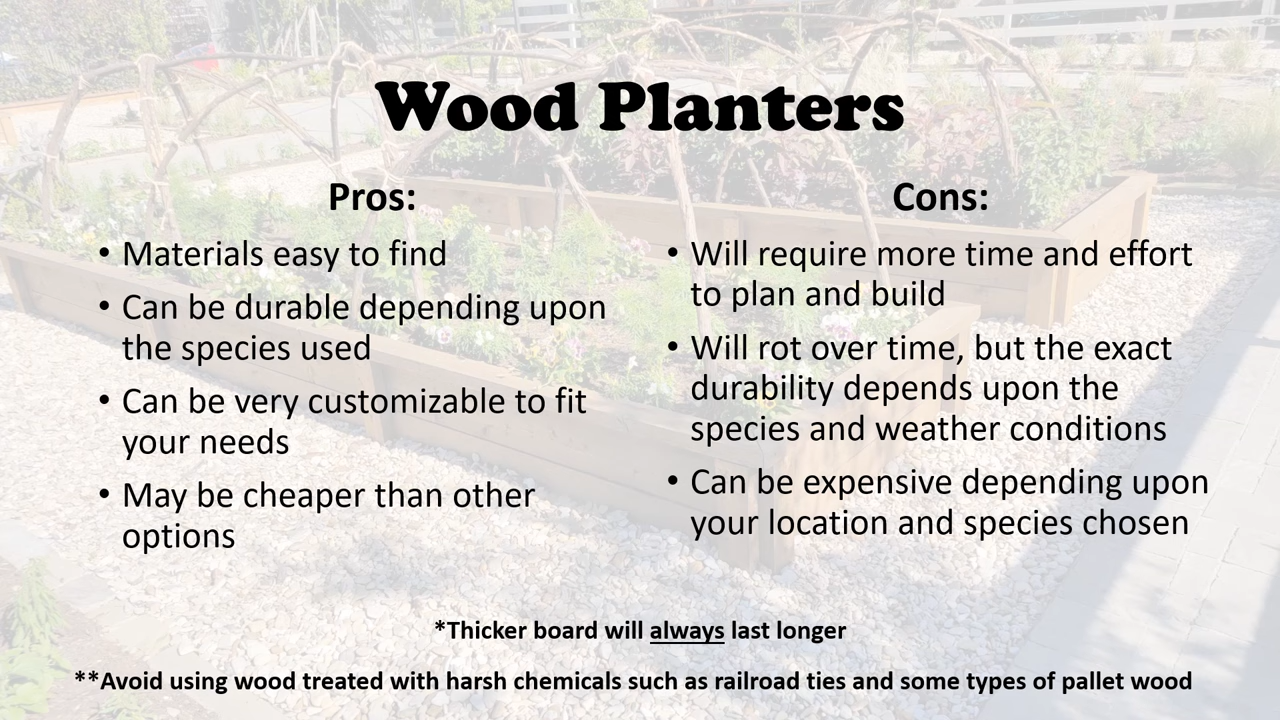 Wood Planters
Pros:
• Materials easy to find
• Can be durable depending upon
the species used
• Can be very customizable to fit
your needs
• May be cheaper than other
options
Cons:
• Will require more time and effort
to plan and build
• Will rot over time, but the exact
durability depends upon the
species and weather conditions
• Can be expensive depending upon
your location and species chosen
*Thicker board will always last longer
**Avoid using wood treated with harsh chemicals such as railroad ties and some types of pallet wood